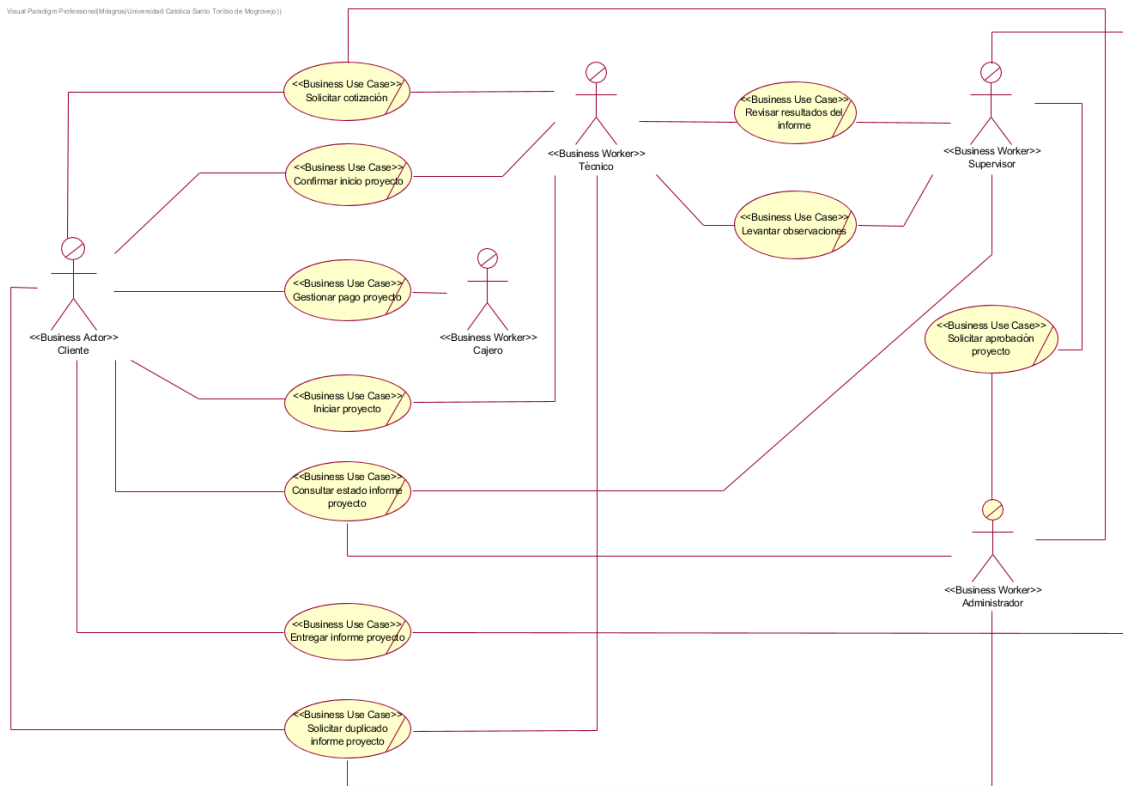 Visual Paradigm Professional(Milagros(Universidad Catolica Santo Toribio de Mogrovejo))
<<Business Use Case>>
Solicitar cotización
<<Business Use Case>>
Confirmar inicio proyecto
<<Business Use Case>>
Gestionar pago proyecto
<<Business Use Case>>
Iniciar proyecto
<<Business Use Case>>
Consultar estado informe
proyecto
<<Business Use Case>>
Entregar informe proyecto
<<Business Use Case>>
Solicitar duplicado
informe proyecto
<<Business Actor>>
Cliente
<<Business Worker>>
Técnico
<<Business Worker>>
Cajero
<<Business Use Case>>
Revisar resultados del
informe
<<Business Use Case>>
Levantar observaciones
<<Business Worker>>
Supervisor
<<Business Use Case>>
Solicitar aprobación
proyecto
<<Business Worker>>
Administrador